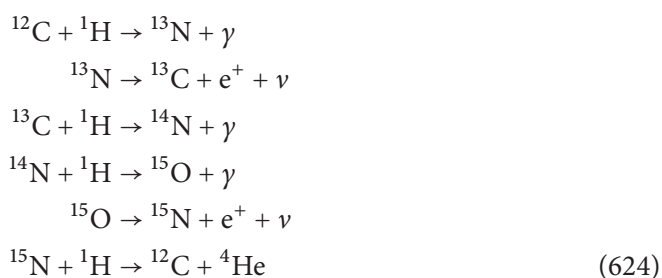 ¹²C + ¹H → ¹³N + γ
¹³N → ¹³C + e⁺ + ν
¹³C + ¹H → ¹⁴N + γ
¹⁴N + ¹H → ¹⁵O + γ
¹⁵O → ¹⁵N + e⁺ + ν
¹⁵N + ¹H → ¹²C + ⁴He (624)